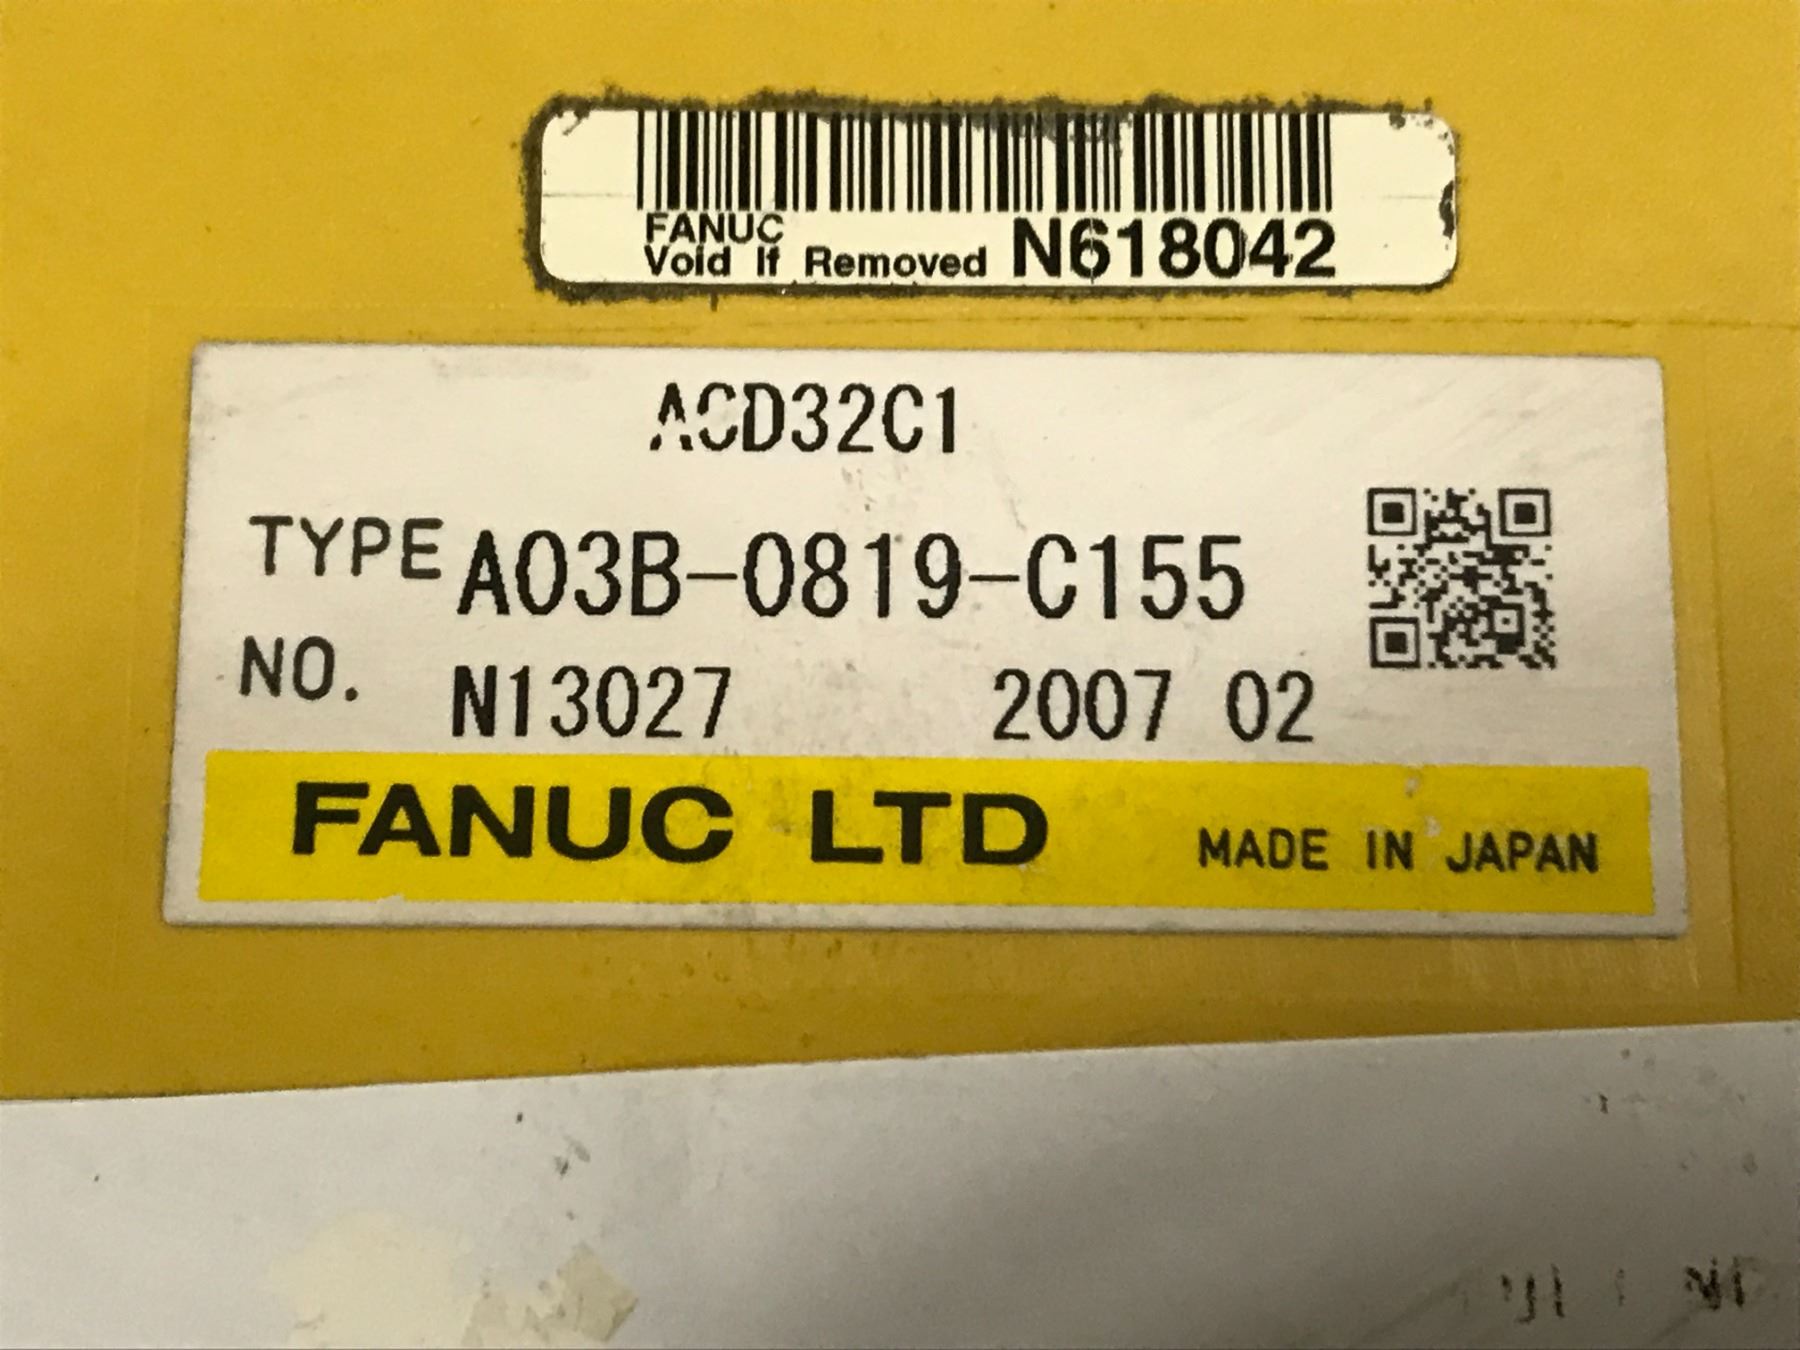 FANUC
Void If Removed N618042
ACD32C1
TYPE A03B-0819-C155
NO. N13027 2007 02
FANUC LTD MADE IN JAPAN